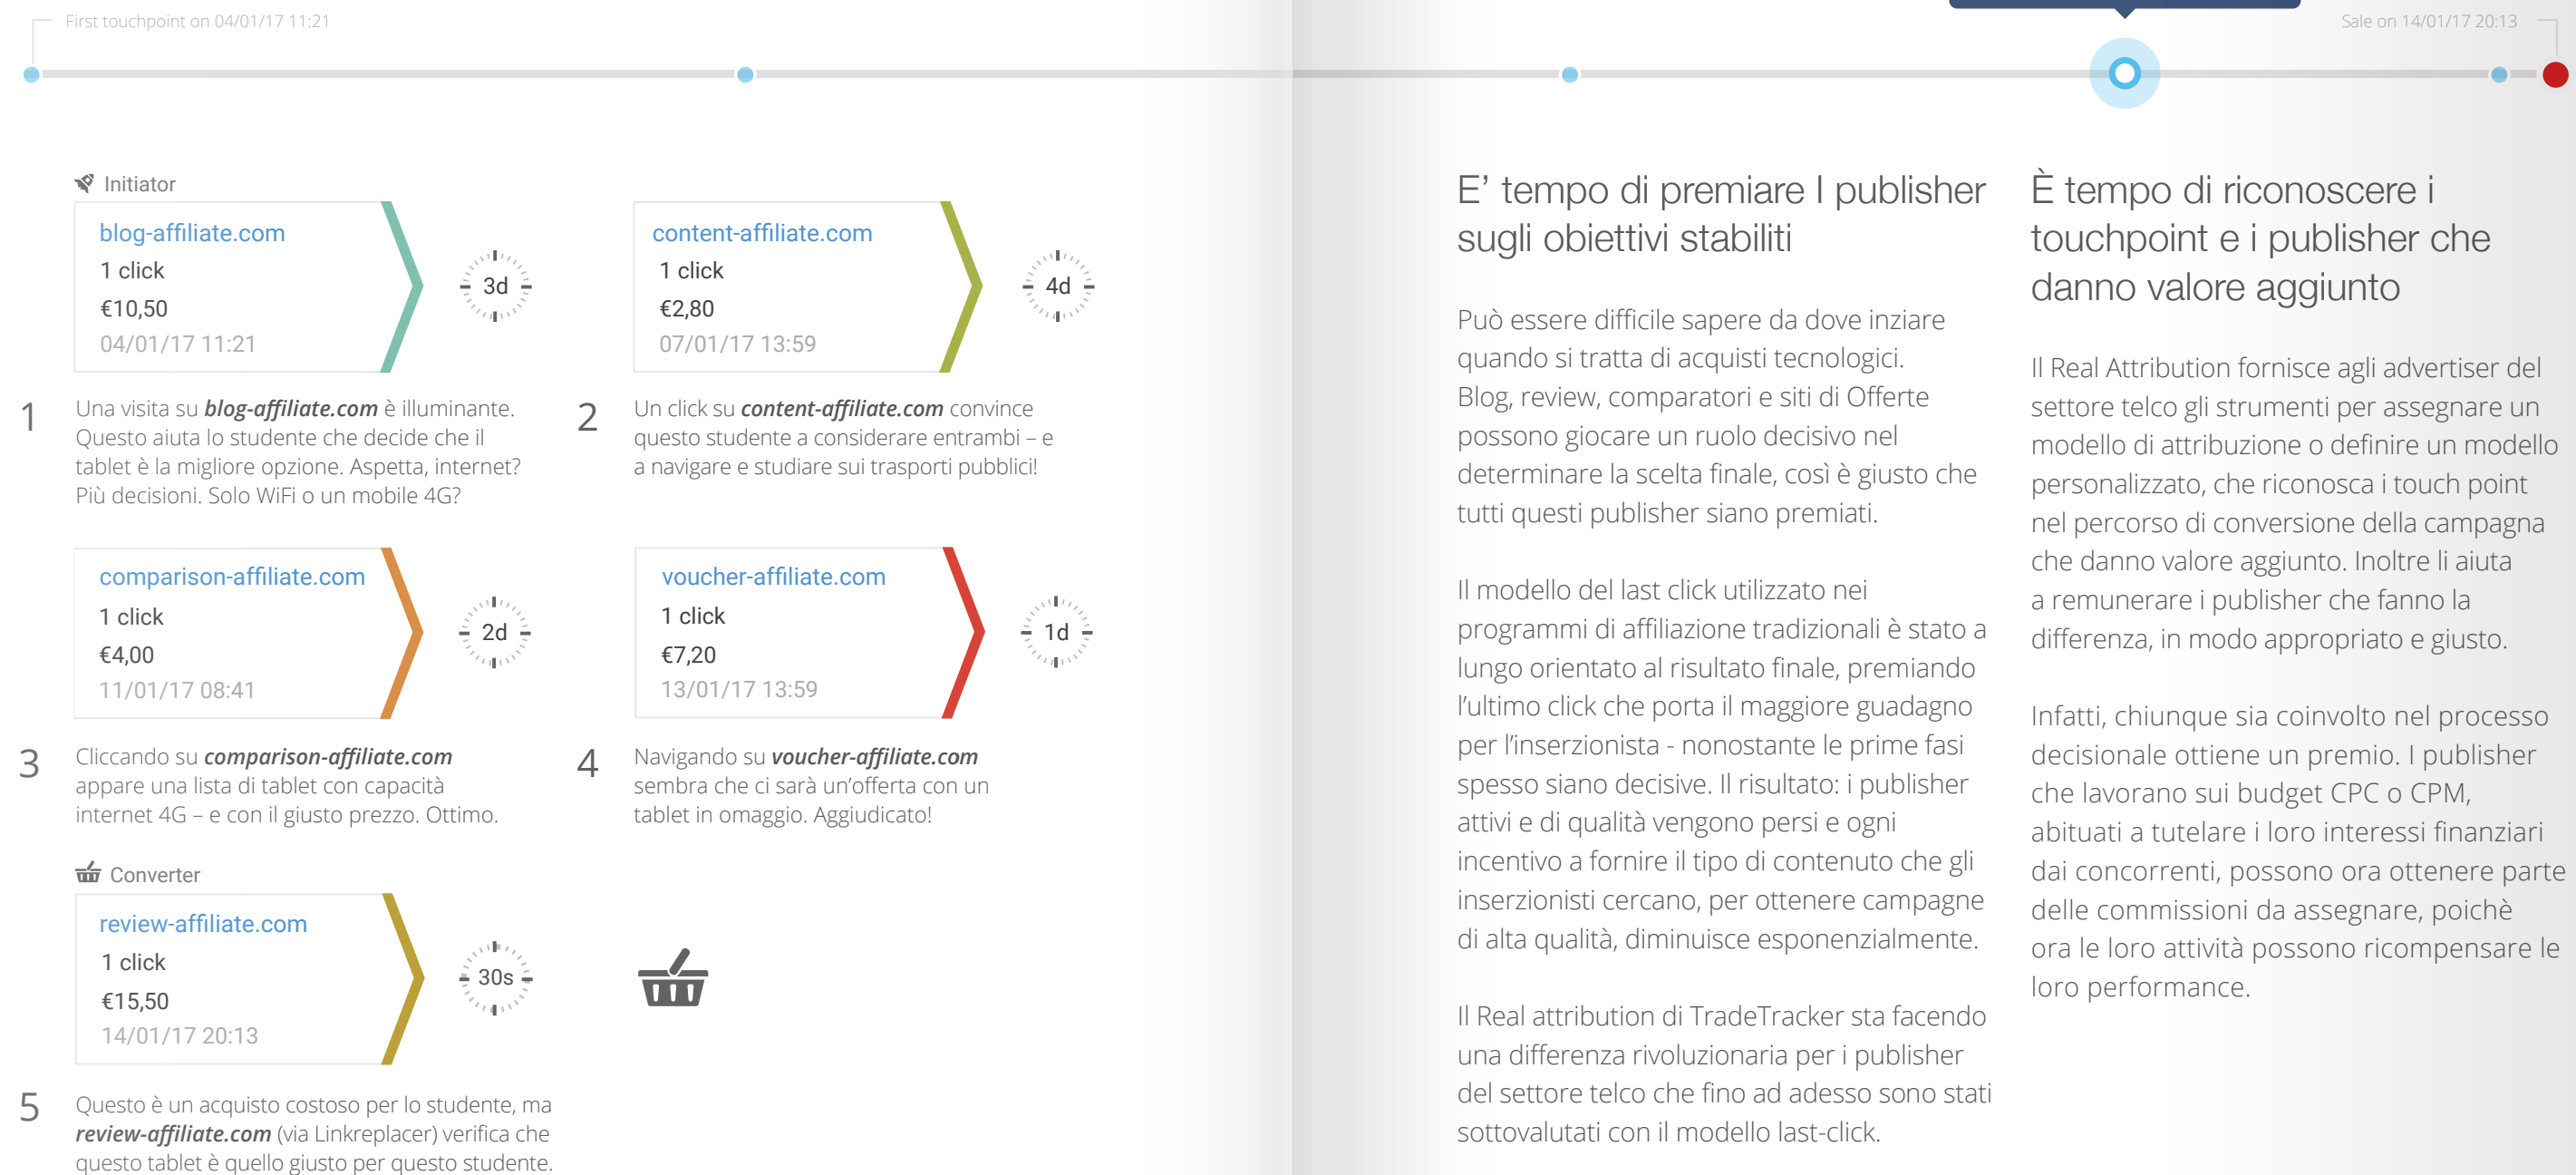 First touchpoint on 04/01/17 11:21
Sale on 14/01/17 20:13
Initiator
blog-affiliate.com
1 click
€10,50
04/01/17 11:21
3d
1
Una visita su blog-affiliate.com è illuminante.
Questo aiuta lo studente che decide che il
tablet è la migliore opzione. Aspetta, internet?
Più decisioni. Solo WiFi o un mobile 4G?
content-affiliate.com
1 click
€2,80
07/01/17 13:59
4d
2
Un click su content-affiliate.com convince
questo studente a considerare entrambi – e
a navigare e studiare sui trasporti pubblici!
comparison-affiliate.com
1 click
€4,00
11/01/17 08:41
2d
3
Cliccando su comparison-affiliate.com
appare una lista di tablet con capacità
internet 4G – e con il giusto prezzo. Ottimo.
voucher-affiliate.com
1 click
€7,20
13/01/17 13:59
1d
4
Navigando su voucher-affiliate.com
sembra che ci sarà un'offerta con un
tablet in omaggio. Aggiudicato!
Converter
review-affiliate.com
1 click
€15,50
14/01/17 20:13
30s
5
Questo è un acquisto costoso per lo studente, ma
review-affiliate.com (via Linkreplacer) verifica che
questo tablet è quello giusto per questo studente.
E' tempo di premiare I publisher
sugli obiettivi stabiliti
Può essere difficile sapere da dove inziare
quando si tratta di acquisti tecnologici.
Blog, review, comparatori e siti di Offerte
possono giocare un ruolo decisivo nel
determinare la scelta finale, così è giusto che
tutti questi publisher siano premiati.
Il modello del last click utilizzato nei
programmi di affiliazione tradizionali è stato a
lungo orientato al risultato finale, premiando
l'ultimo click che porta il maggiore guadagno
per l'inserzionista - nonostante le prime fasi
spesso siano decisive. Il risultato: i publisher
attivi e di qualità vengono persi e ogni
incentivo a fornire il tipo di contenuto che gli
inserzionisti cercano, per ottenere campagne
di alta qualità, diminuisce esponenzialmente.
Il Real attribution di TradeTracker sta facendo
una differenza rivoluzionaria per i publisher
del settore telco che fino ad adesso sono stati
sottovalutati con il modello last-click.
È tempo di riconoscere i
touchpoint e i publisher che
danno valore aggiunto
Il Real Attribution fornisce agli advertiser del
settore telco gli strumenti per assegnare un
modello di attribuzione o definire un modello
personalizzato, che riconosca i touch point
nel percorso di conversione della campagna
che danno valore aggiunto. Inoltre li aiuta
a remunerare i publisher che fanno la
differenza, in modo appropriato e giusto.
Infatti, chiunque sia coinvolto nel processo
decisionale ottiene un premio. I publisher
che lavorano sui budget CPC o CPM,
abituati a tutelare i loro interessi finanziari
dai concorrenti, possono ora ottenere parte
delle commissioni da assegnare, poichè
ora le loro attività possono ricompensare le
loro performance.